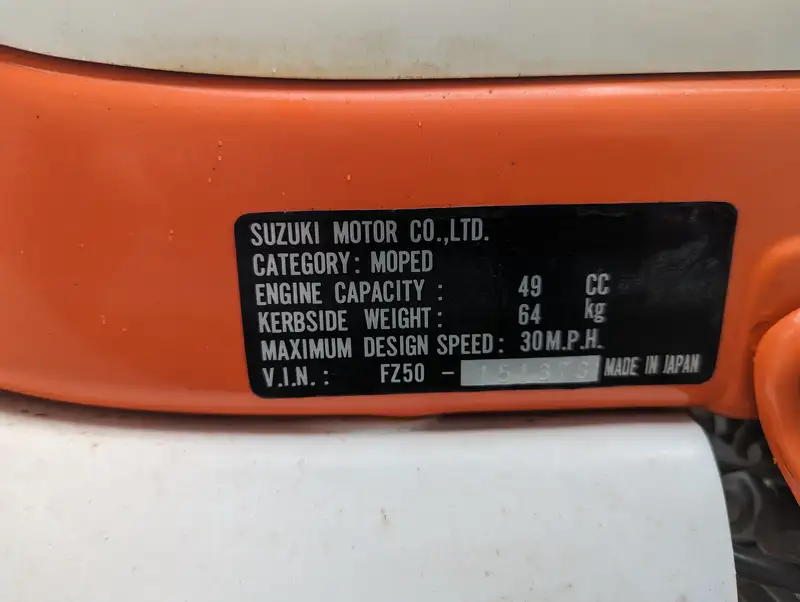 SUZUKI MOTOR CO.,LTD.
CATEGORY: MOPED
ENGINE CAPACITY : 49 CC
KERBSIDE WEIGHT: 64 kg
MAXIMUM DESIGN SPEED: 30 M.P.H.
V.I.N. : FZ50 - MADE IN JAPAN